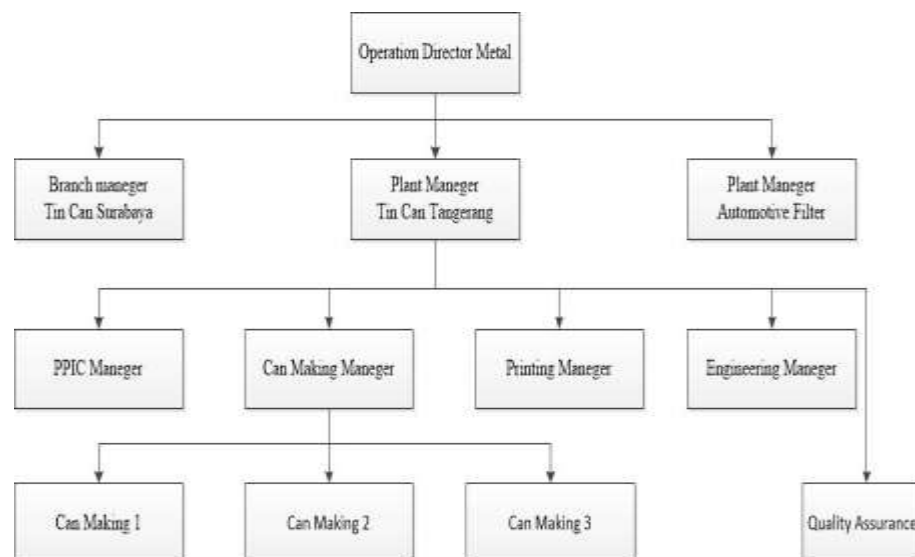 Operation Director Metal
Branch maneger
Tin Can Surabaya
Plant Maneger
Tin Can Tangerang
Plant Maneger
Automotive Filter
PPIC Maneger
Can Making Maneger
Printing Maneger
Engineering Maneger
Can Making 1
Can Making 2
Can Making 3
Quality Assurance